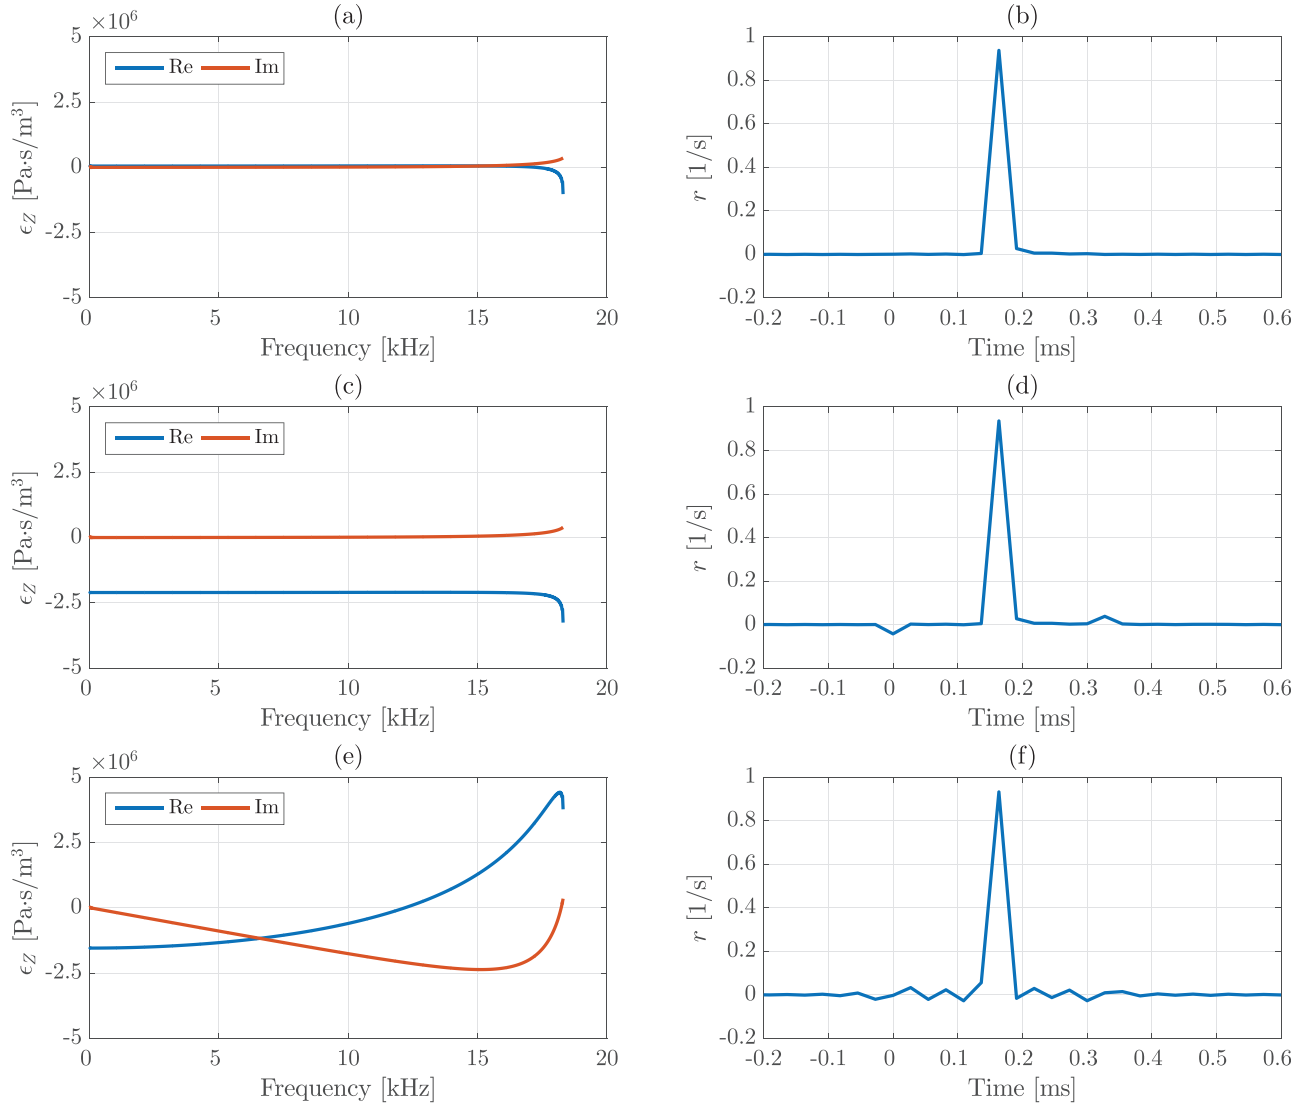 (a)
×10⁶
5
2.5
0
-2.5
-5
ϵ_Z [Pa·s/m³]
Re Im
0 5 10 15 20
Frequency [kHz]
(b)
1
0.8
0.6
0.4
0.2
0
-0.2
r [1/s]
-0.2 -0.1 0 0.1 0.2 0.3 0.4 0.5 0.6
Time [ms]
(c)
×10⁶
5
2.5
0
-2.5
-5
ϵ_Z [Pa·s/m³]
Re Im
0 5 10 15 20
Frequency [kHz]
(d)
1
0.8
0.6
0.4
0.2
0
-0.2
r [1/s]
-0.2 -0.1 0 0.1 0.2 0.3 0.4 0.5 0.6
Time [ms]
(e)
×10⁶
5
2.5
0
-2.5
-5
ϵ_Z [Pa·s/m³]
Re Im
0 5 10 15 20
Frequency [kHz]
(f)
1
0.8
0.6
0.4
0.2
0
-0.2
r [1/s]
-0.2 -0.1 0 0.1 0.2 0.3 0.4 0.5 0.6
Time [ms]